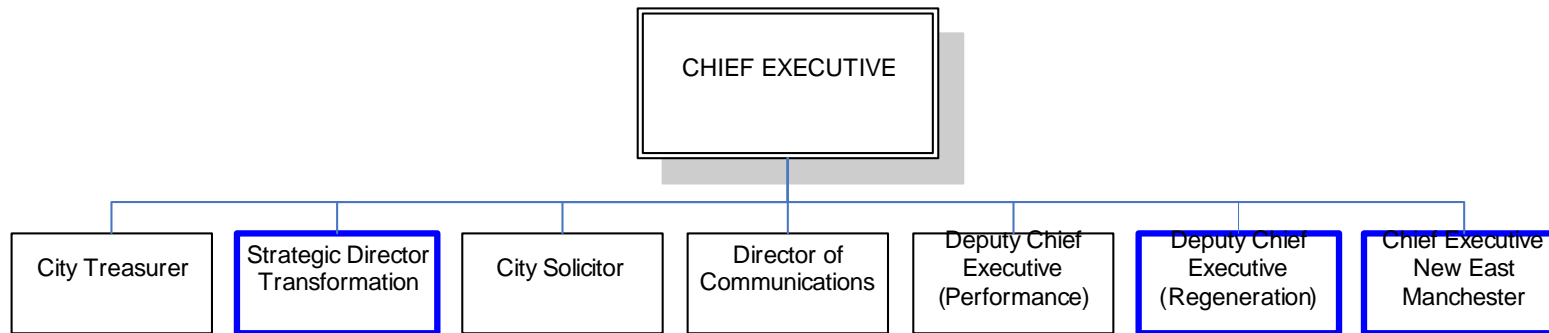 CHIEF EXECUTIVE
City Treasurer
Strategic Director
Transformation
City Solicitor
Director of
Communications
Deputy Chief
Executive
(Performance)
Deputy Chief
Executive
(Regeneration)
Chief Executive
New East
Manchester